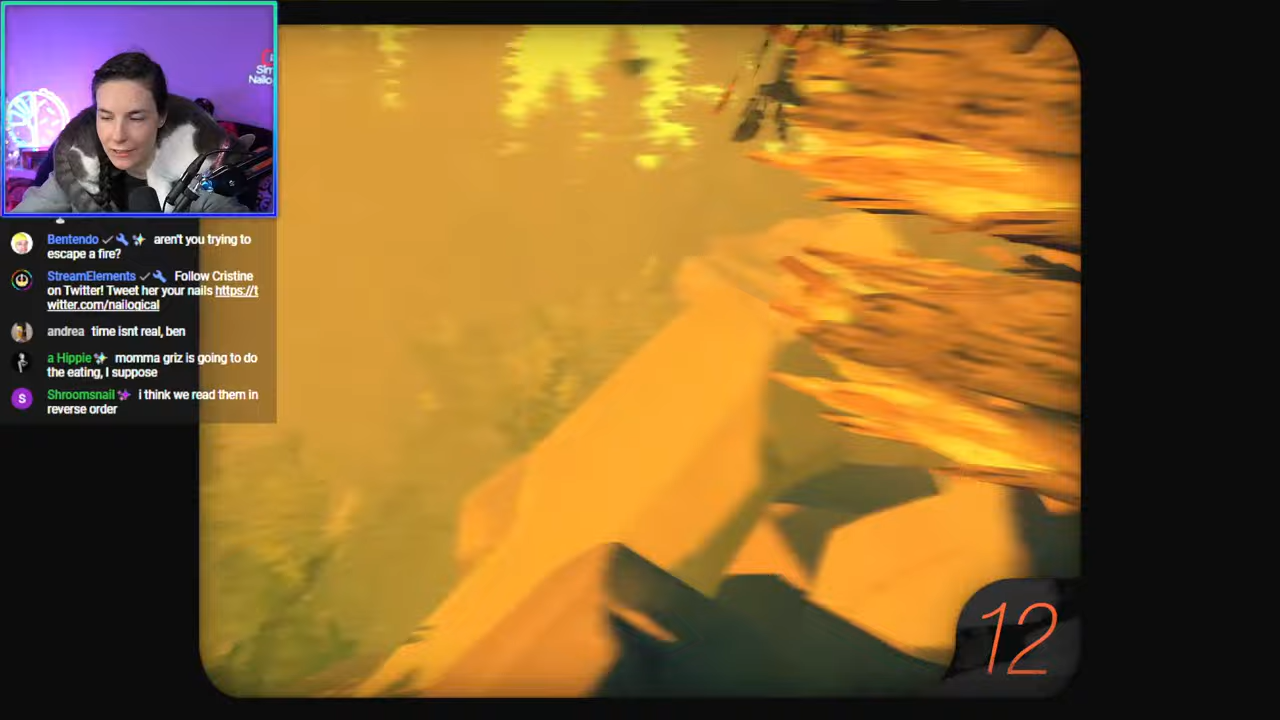 Sim
Nailo
Bentendo aren't you trying to
escape a fire?
StreamElements Follow Cristine
on Twitter! Tweet her your nails https://t
witter.com/nailogical
andrea time isnt real, ben
a Hippie momma griz is going to do
the eating, I suppose
S Shroomsnail i think we read them in
reverse order
12